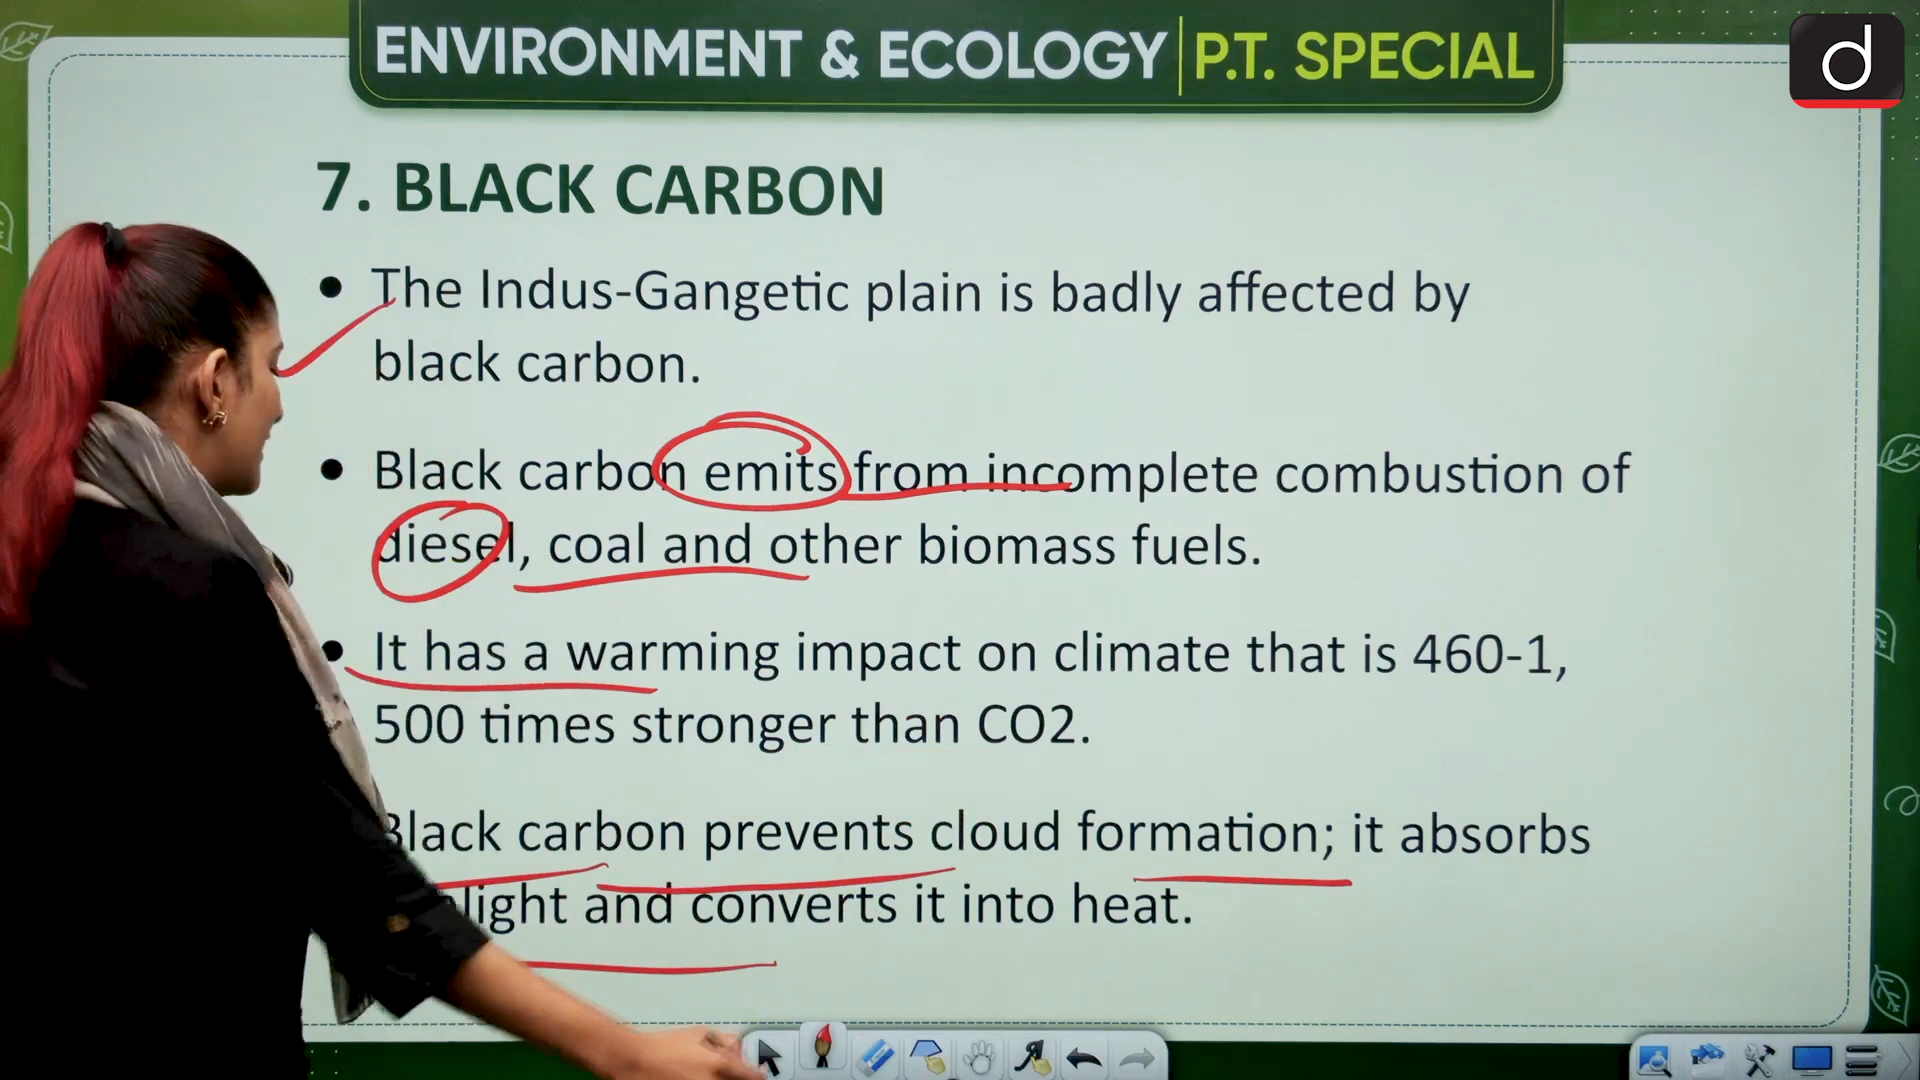 ENVIRONMENT & ECOLOGY | P.T. SPECIAL
d
7. BLACK CARBON
• The Indus-Gangetic plain is badly affected by
black carbon.
• Black carbon emits from incomplete combustion of
diesel, coal and other biomass fuels.
• It has a warming impact on climate that is 460-1,
500 times stronger than CO2.
Black carbon prevents cloud formation; it absorbs
and converts it into heat.